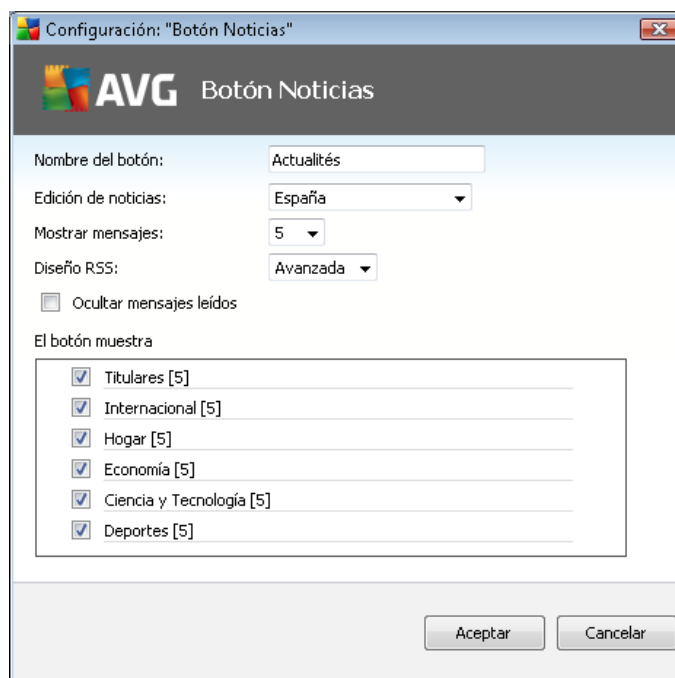 Configuración: "Botón Noticias"
AVG Botón Noticias
Nombre del botón: Actualités
Edición de noticias: España
Mostrar mensajes: 5
Diseño RSS: Avanzada
Ocultar mensajes leídos
El botón muestra
Titulares [5]
Internacional [5]
Hogar [5]
Economía [5]
Ciencia y Tecnología [5]
Deportes [5]
Aceptar Cancelar